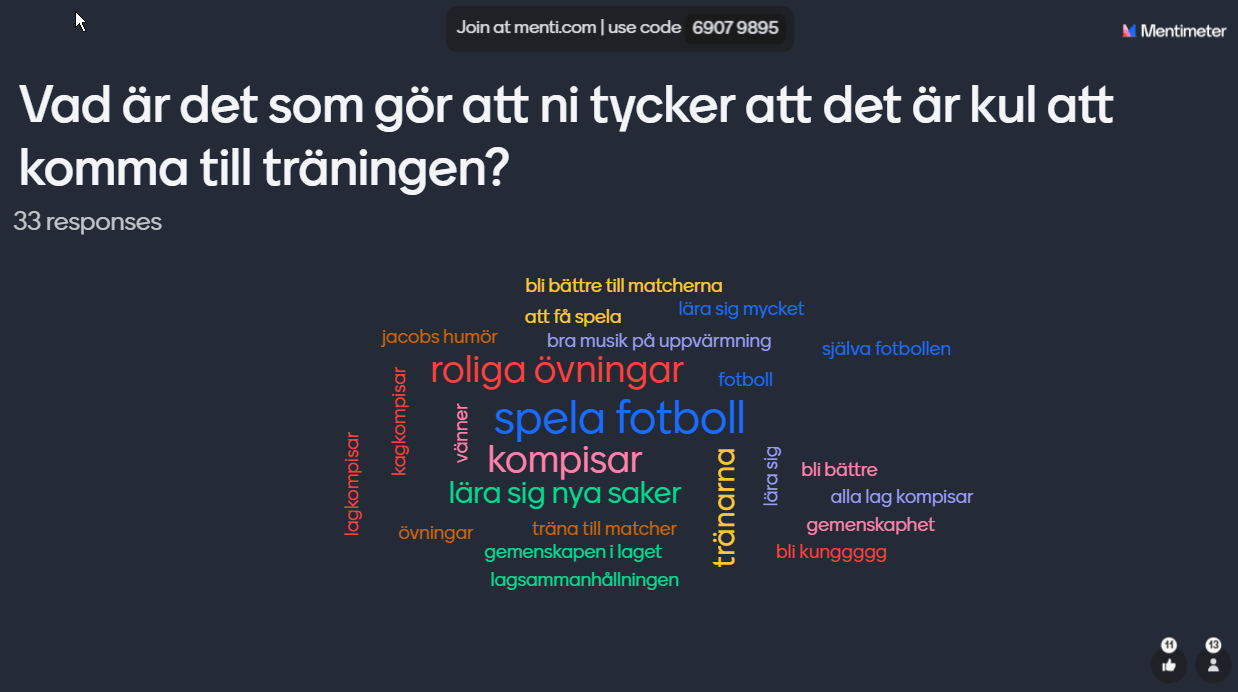 Join at menti.com | use code 6907 9895
Mentimeter
Vad är det som gör att ni tycker att det är kul att
komma till träningen?
33 responses
bli bättre till matcherna
lära sig mycket
att få spela
jacobs humör
bra musik på uppvärmning
själva fotbollen
roliga övningar
fotboll
kagkompisar
vänner
spela fotboll
lagkompisar
kompisar
tränarna
lära sig
bli bättre
lära sig nya saker
alla lag kompisar
övningar
träna till matcher
gemenskaphet
gemenskapen i laget
bli kunggggg
lagsammanhållningen
11
13